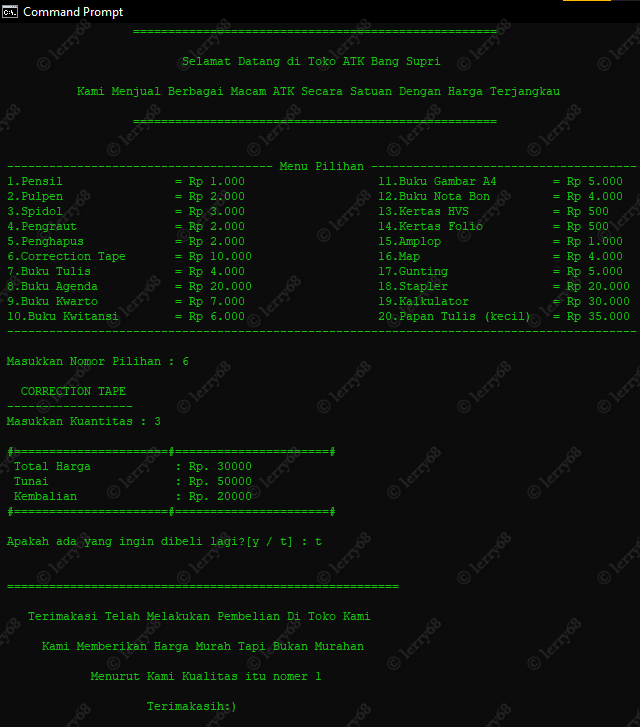 Command Prompt
====================================================
Selamat Datang di Toko ATK Bang Supri
Kami Menjual Berbagai Macam ATK Secara Satuan Dengan Harga Terjangkau
====================================================
-------------------------------------- Menu Pilihan --------------------------------------
1.Pensil = Rp 1.000 11.Buku Gambar A4 = Rp 5.000
2.Pulpen = Rp 2.000 12.Buku Nota Bon = Rp 4.000
3.Spidol = Rp 3.000 13.Kertas HVS = Rp 500
4.Pengraut = Rp 2.000 14.Kertas Folio = Rp 500
5.Penghapus = Rp 2.000 15.Amplop = Rp 1.000
6.Correction Tape = Rp 10.000 16.Map = Rp 4.000
7.Buku Tulis = Rp 4.000 17.Gunting = Rp 5.000
8.Buku Agenda = Rp 20.000 18.Stapler = Rp 20.000
9.Buku Kwarto = Rp 7.000 19.Kalkulator = Rp 30.000
10.Buku Kwitansi = Rp 6.000 20.Papan Tulis (kecil) = Rp 35.000
------------------------------------------------------------------------------------------
Masukkan Nomor Pilihan : 6
CORRECTION TAPE
------------------
Masukkan Kuantitas : 3
#======================#======================#
Total Harga : Rp. 30000
Tunai : Rp. 50000
Kembalian : Rp. 20000
#======================#======================#
Apakah ada yang ingin dibeli lagi?[y / t] : t
========================================================
Terimakasi Telah Melakukan Pembelian Di Toko Kami
Kami Memberikan Harga Murah Tapi Bukan Murahan
Menurut Kami Kualitas itu nomer 1
Terimakasih:)
© lerry68